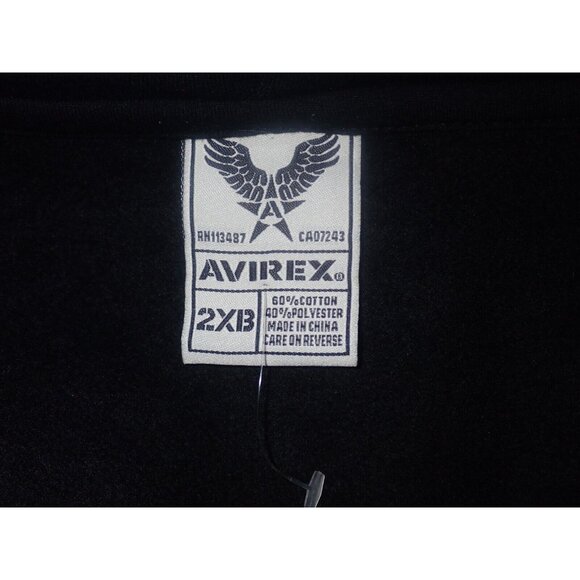 A
RN113487 CA07243
AVIREX®
2XB
60%COTTON
40%POLYESTER
MADE IN CHINA
CARE ON REVERSE